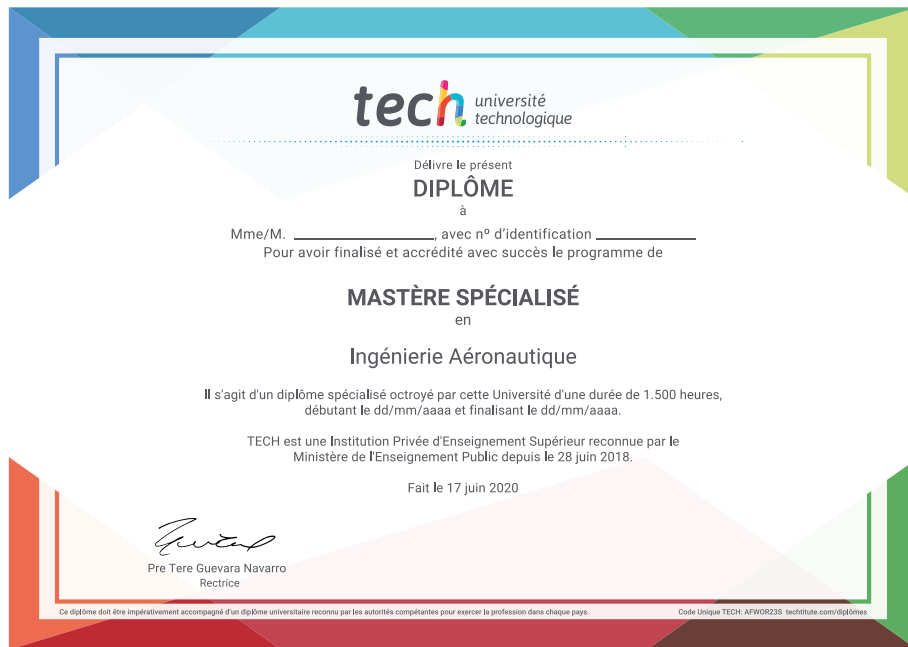 tech université
technologique
Délivre le présent
DIPLÔME
à
Mme/M. ____________________, avec nº d'identification ______________
Pour avoir finalisé et accrédité avec succès le programme de
MASTÈRE SPÉCIALISÉ
en
Ingénierie Aéronautique
Il s'agit d'un diplôme spécialisé octroyé par cette Université d'une durée de 1.500 heures,
débutant le dd/mm/aaaa et finalisant le dd/mm/aaaa.
TECH est une Institution Privée d'Enseignement Supérieur reconnue par le
Ministère de l'Enseignement Public depuis le 28 juin 2018.
Fait le 17 juin 2020
Pre Tere Guevara Navarro
Rectrice
Ce diplôme doit être impérativement accompagné d'un diplôme universitaire reconnu par les autorités compétantes pour exercer la profession dans chaque pays. Code Unique TECH: AFWOR23S techtitute.com/diplômes